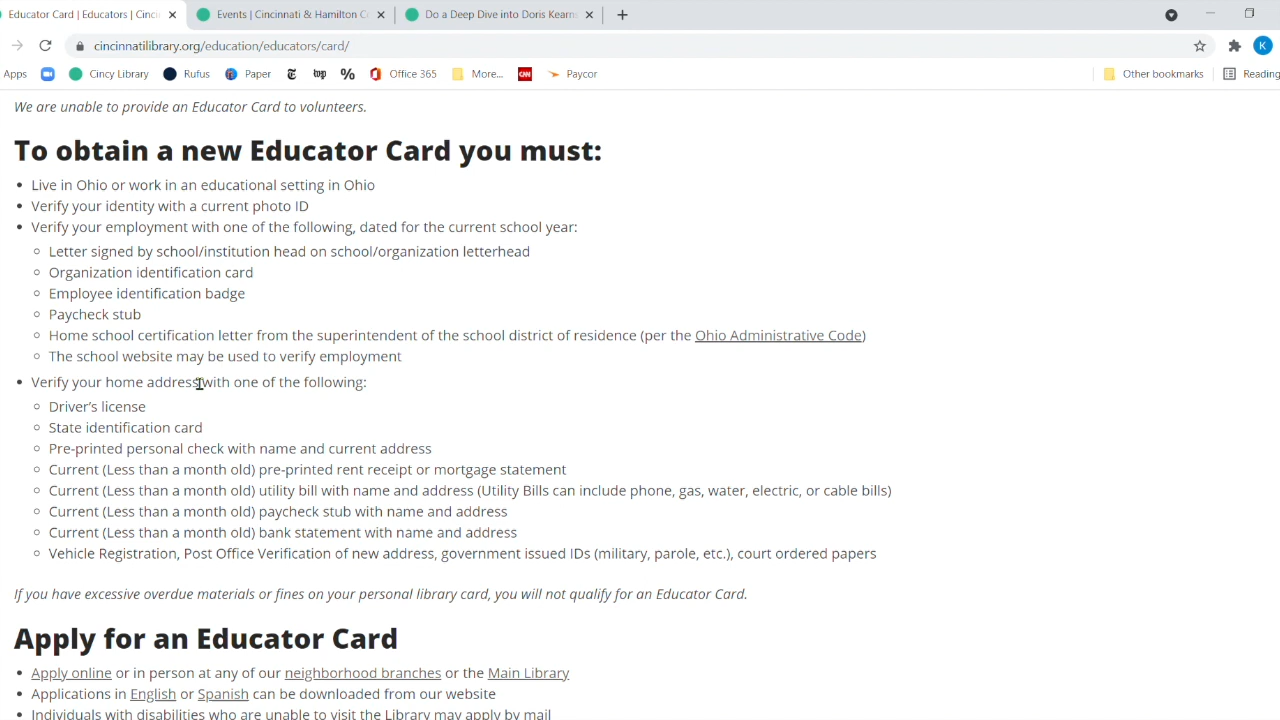 Educator Card | Educators | Cinci
Events | Cincinnati & Hamilton C
Do a Deep Dive into Doris Kearns
cincinnatilibrary.org/education/educators/card/
K
Apps
Cincy Library
Rufus
Paper
wp
%
Office 365
More...
CNN
Paycor
Other bookmarks
Reading
We are unable to provide an Educator Card to volunteers.
To obtain a new Educator Card you must:
• Live in Ohio or work in an educational setting in Ohio
• Verify your identity with a current photo ID
• Verify your employment with one of the following, dated for the current school year:
◦ Letter signed by school/institution head on school/organization letterhead
◦ Organization identification card
◦ Employee identification badge
◦ Paycheck stub
◦ Home school certification letter from the superintendent of the school district of residence (per the Ohio Administrative Code)
◦ The school website may be used to verify employment
• Verify your home address with one of the following:
◦ Driver’s license
◦ State identification card
◦ Pre-printed personal check with name and current address
◦ Current (Less than a month old) pre-printed rent receipt or mortgage statement
◦ Current (Less than a month old) utility bill with name and address (Utility Bills can include phone, gas, water, electric, or cable bills)
◦ Current (Less than a month old) paycheck stub with name and address
◦ Current (Less than a month old) bank statement with name and address
◦ Vehicle Registration, Post Office Verification of new address, government issued IDs (military, parole, etc.), court ordered papers
If you have excessive overdue materials or fines on your personal library card, you will not qualify for an Educator Card.
Apply for an Educator Card
• Apply online or in person at any of our neighborhood branches or the Main Library
• Applications in English or Spanish can be downloaded from our website
• Individuals with disabilities who are unable to visit the Library may apply by mail